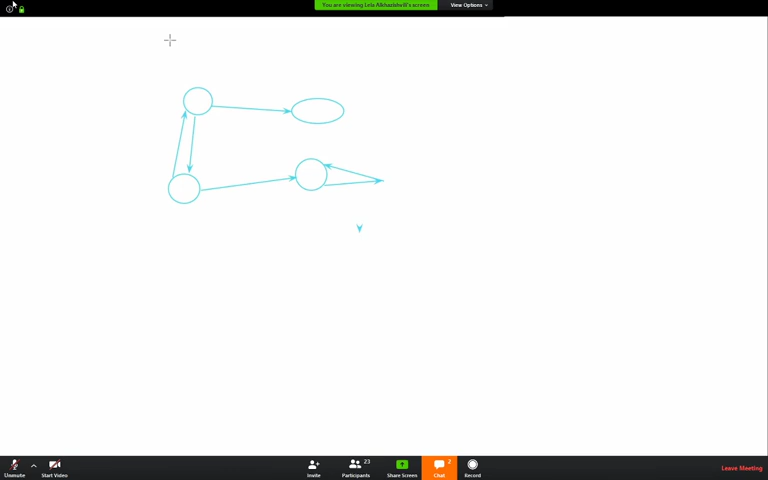 You are viewing Lela Alkhazishvili's screen
View Options
Unmute
Start Video
Invite
23
Participants
Share Screen
2
Chat
Record
Leave Meeting